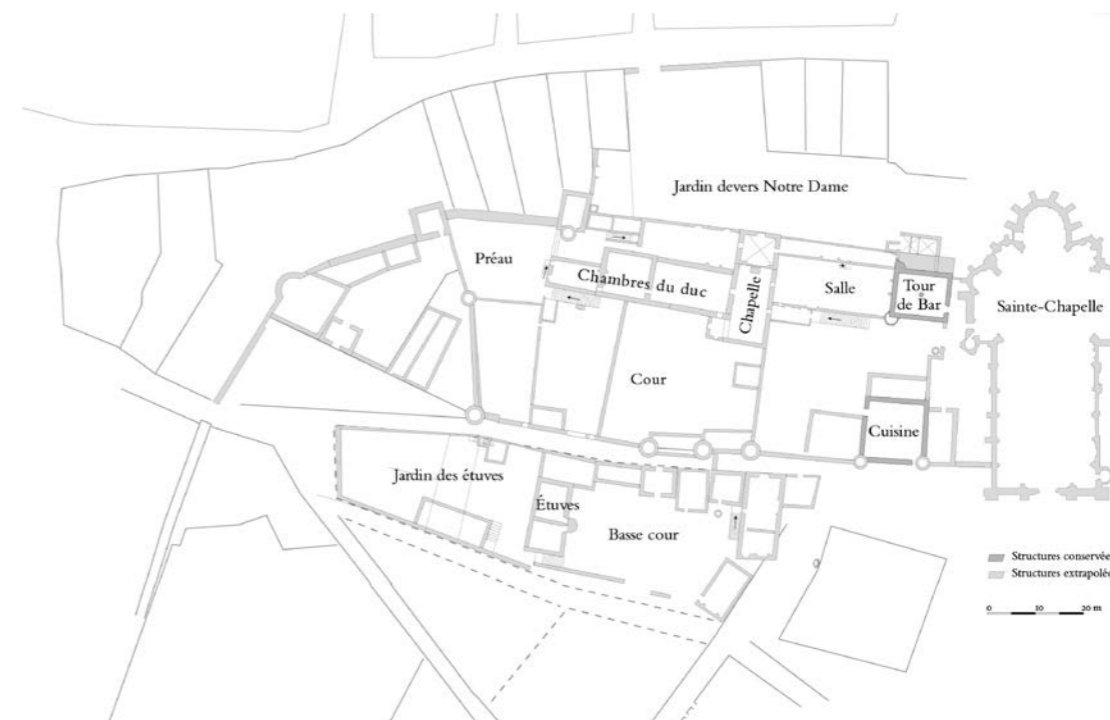 Jardin devers Notre Dame
Préau
Chambres du duc
Chapelle
Salle
Tour
de Bar
Sainte-Chapelle
Cour
Cuisine
Jardin des étuves
Étuves
Basse cour
Structures conservée
Structures extrapolée
0 10 20 m